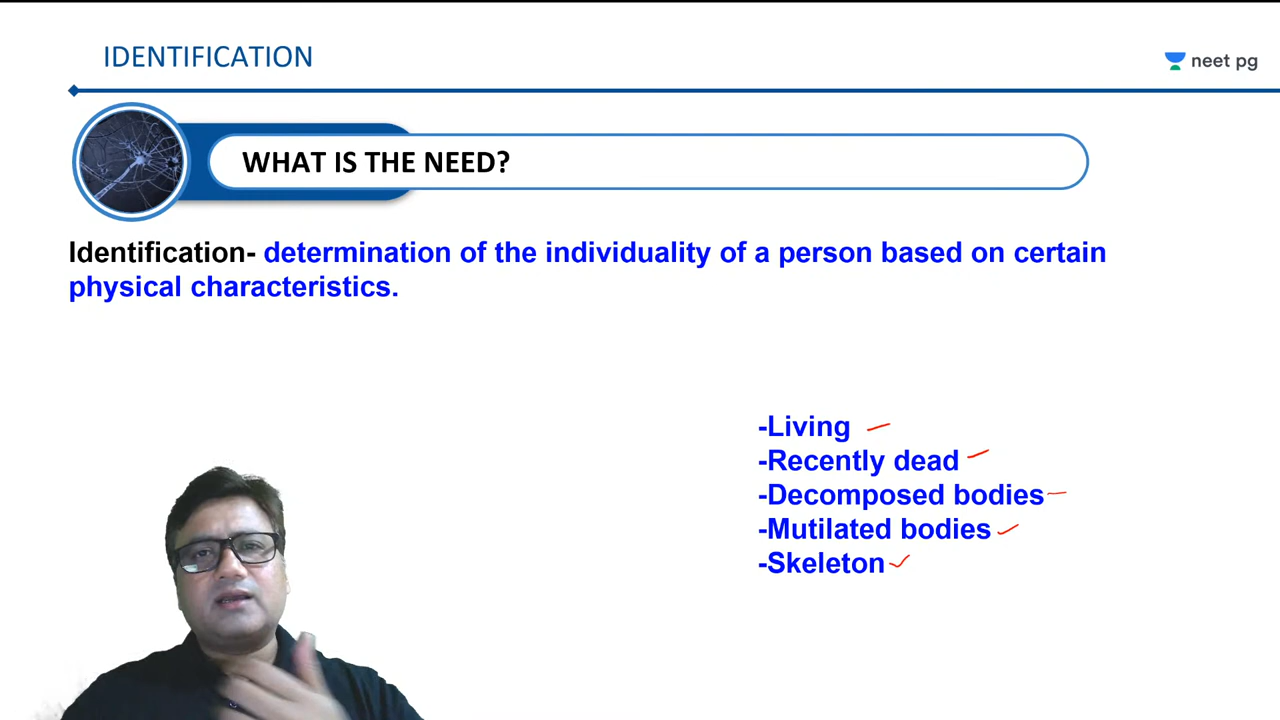 IDENTIFICATION
neet pg
WHAT IS THE NEED?
Identification- determination of the individuality of a person based on certain
physical characteristics.
-Living
-Recently dead
-Decomposed bodies
-Mutilated bodies
-Skeleton